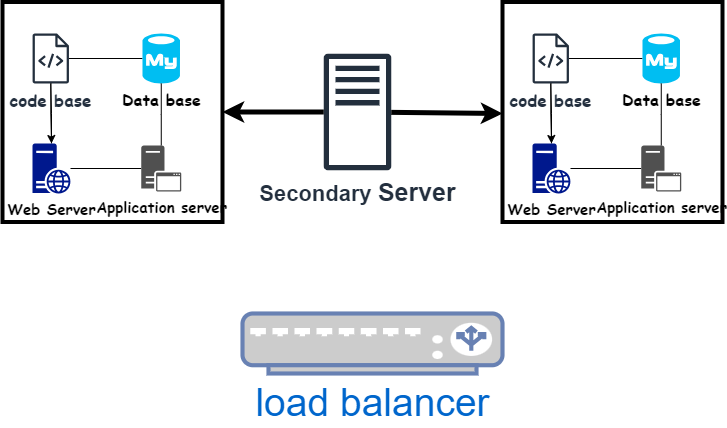 </>
My
code base
Data base
Web Server
Application server
Secondary Server
</>
My
code base
Data base
Web Server
Application server
load balancer